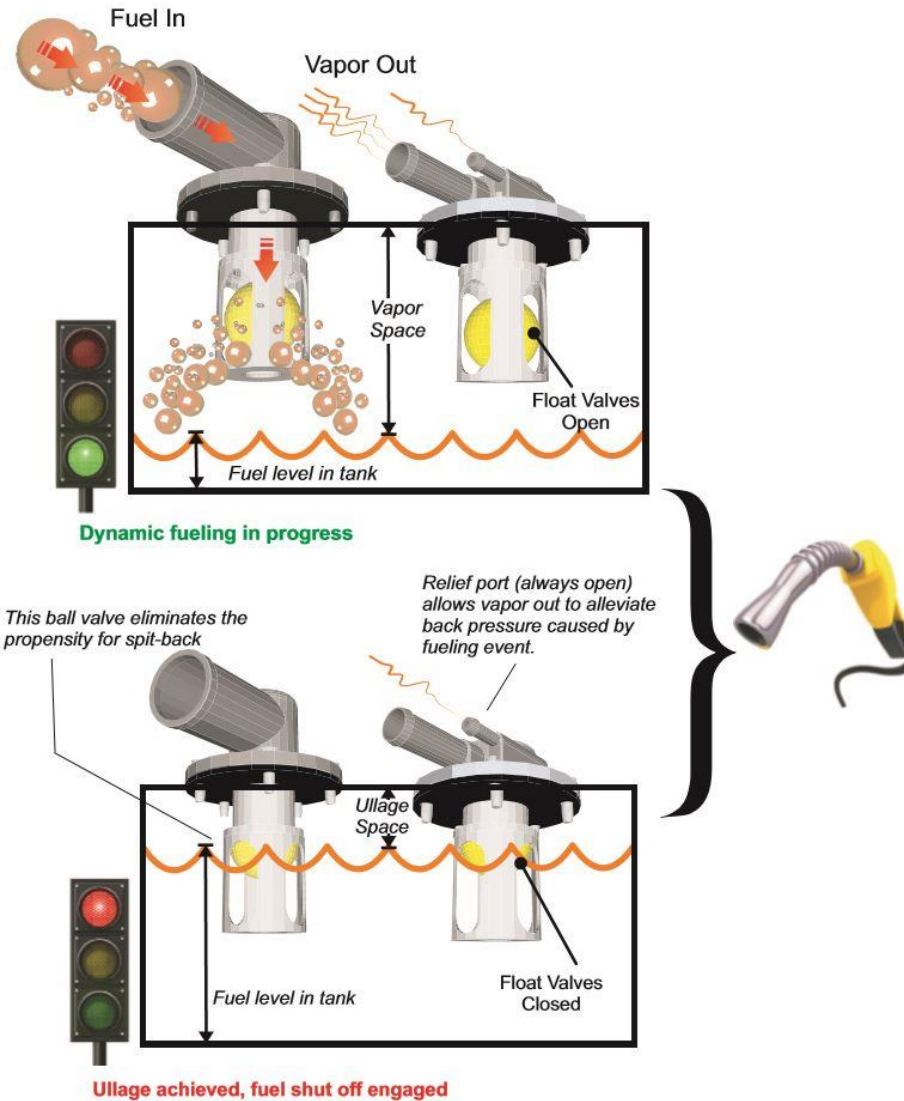 Fuel In
Vapor Out
Vapor
Space
Float Valves
Open
Fuel level in tank
Dynamic fueling in progress
This ball valve eliminates the
propensity for spit-back
Relief port (always open)
allows vapor out to alleviate
back pressure caused by
fueling event.
Ullage
Space
Float Valves
Closed
Fuel level in tank
Ullage achieved, fuel shut off engaged